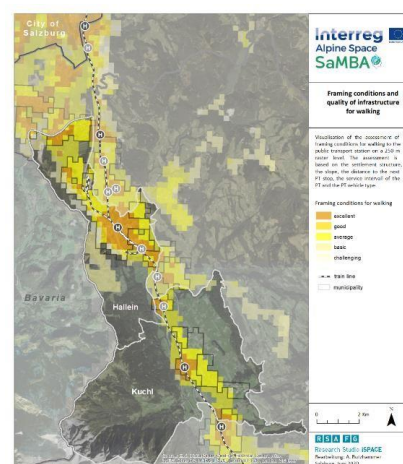 City of
Salzburg
Bavaria
Hallein
Kuchl
Interreg
Alpine Space
SaMBA
Framing conditions and
quality of infrastructure
for walking
Visualisation of the assessment of
framing conditions for walking to the
public transport station on a 250 m
raster level. The assessment is
based on the settlement structure,
the slope, the distance to the next
PT stop, the service interval of the
PT and the PT vehicle type.
Framing conditions for walking
excellent
good
average
basic
challenging
train line
municipality
0 1 2 Km
N
RSA FG
Research Studio iSPACE